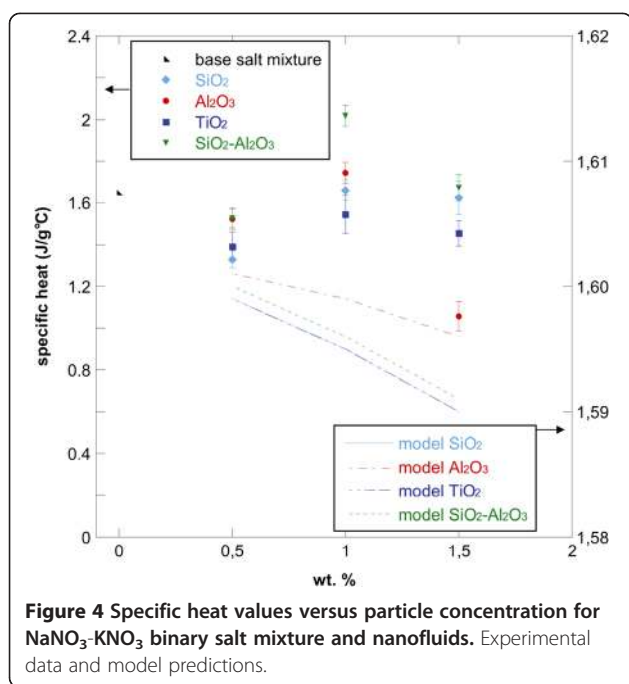 2.4
2
1.6
1.2
0.8
0.4
0
specific heat (J/g°C)
base salt mixture
SiO₂
Al₂O₃
TiO₂
SiO₂-Al₂O₃
1,62
1,61
1,60
1,59
1,58
model SiO₂
model Al₂O₃
model TiO₂
model SiO₂-Al₂O₃
0 0,5 1 1,5 2
wt. %
Figure 4 Specific heat values versus particle concentration for
NaNO₃-KNO₃ binary salt mixture and nanofluids. Experimental
data and model predictions.